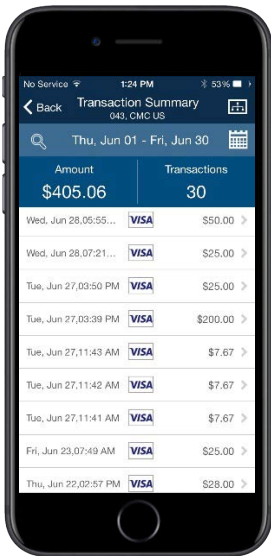 No Service 1:24 PM 53%
Back Transaction Summary
043, CMC US
Thu, Jun 01 - Fri, Jun 30
Amount Transactions
$405.06 30
Wed, Jun 28,05:55... VISA $50.00
Wed, Jun 28,07:21... VISA $25.00
Tue, Jun 27,03:50 PM VISA $25.00
Tue, Jun 27,03:39 PM VISA $200.00
Tue, Jun 27,11:43 AM VISA $7.67
Tue, Jun 27,11:42 AM VISA $7.67
Tue, Jun 27,11:41 AM VISA $7.67
Fri, Jun 23,07:49 AM VISA $25.00
Thu, Jun 22,02:57 PM VISA $28.00